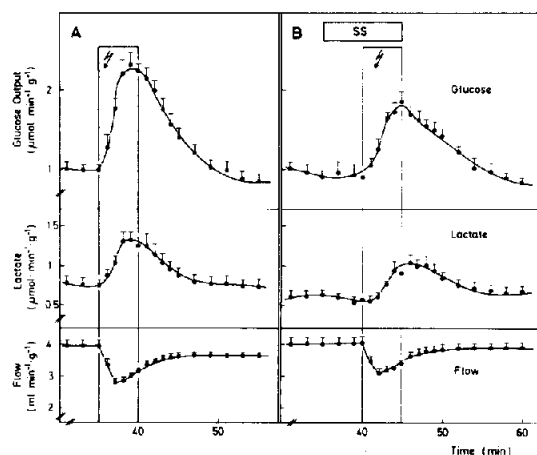 A
B
SS
Glucose Output
(µmol min⁻¹ g⁻¹)
2
1
Glucose
Lactate
(µmol·min⁻¹·g⁻¹)
1.5
1
0.5
Lactate
Flow
(ml min⁻¹.g⁻¹)
4
3
2
Flow
40
50
40
50
60
Time (min)